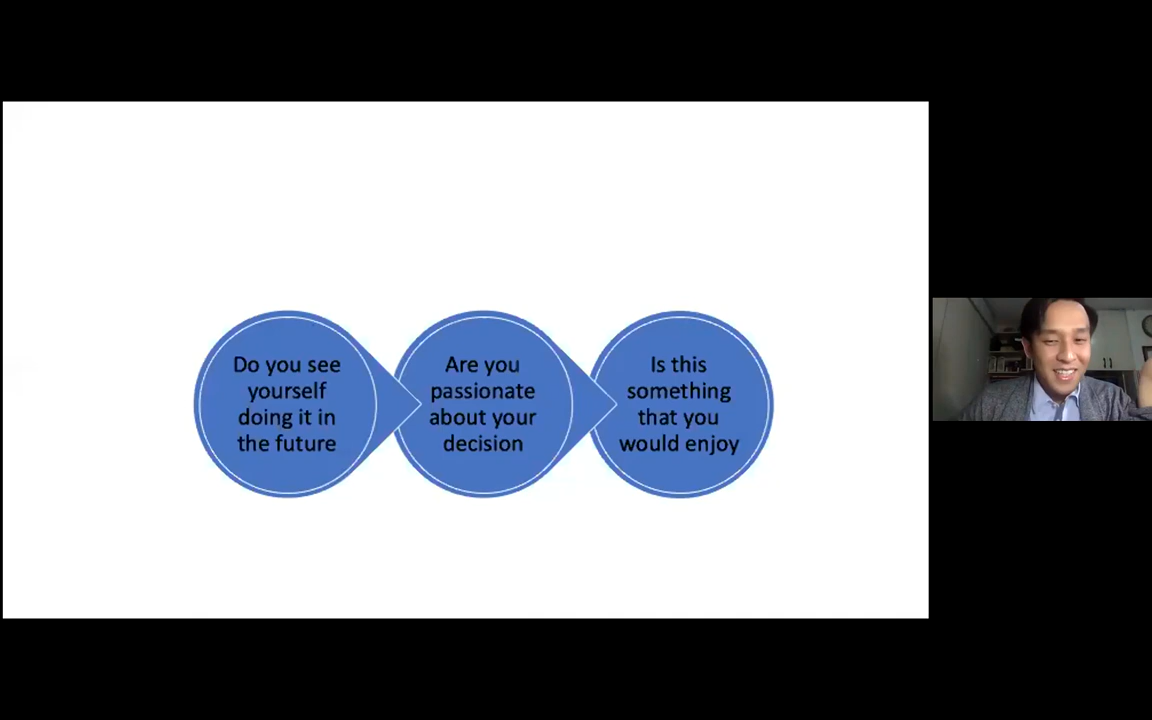 Do you see
yourself
doing it in
the future
Are you
passionate
about your
decision
Is this
something
that you
would enjoy